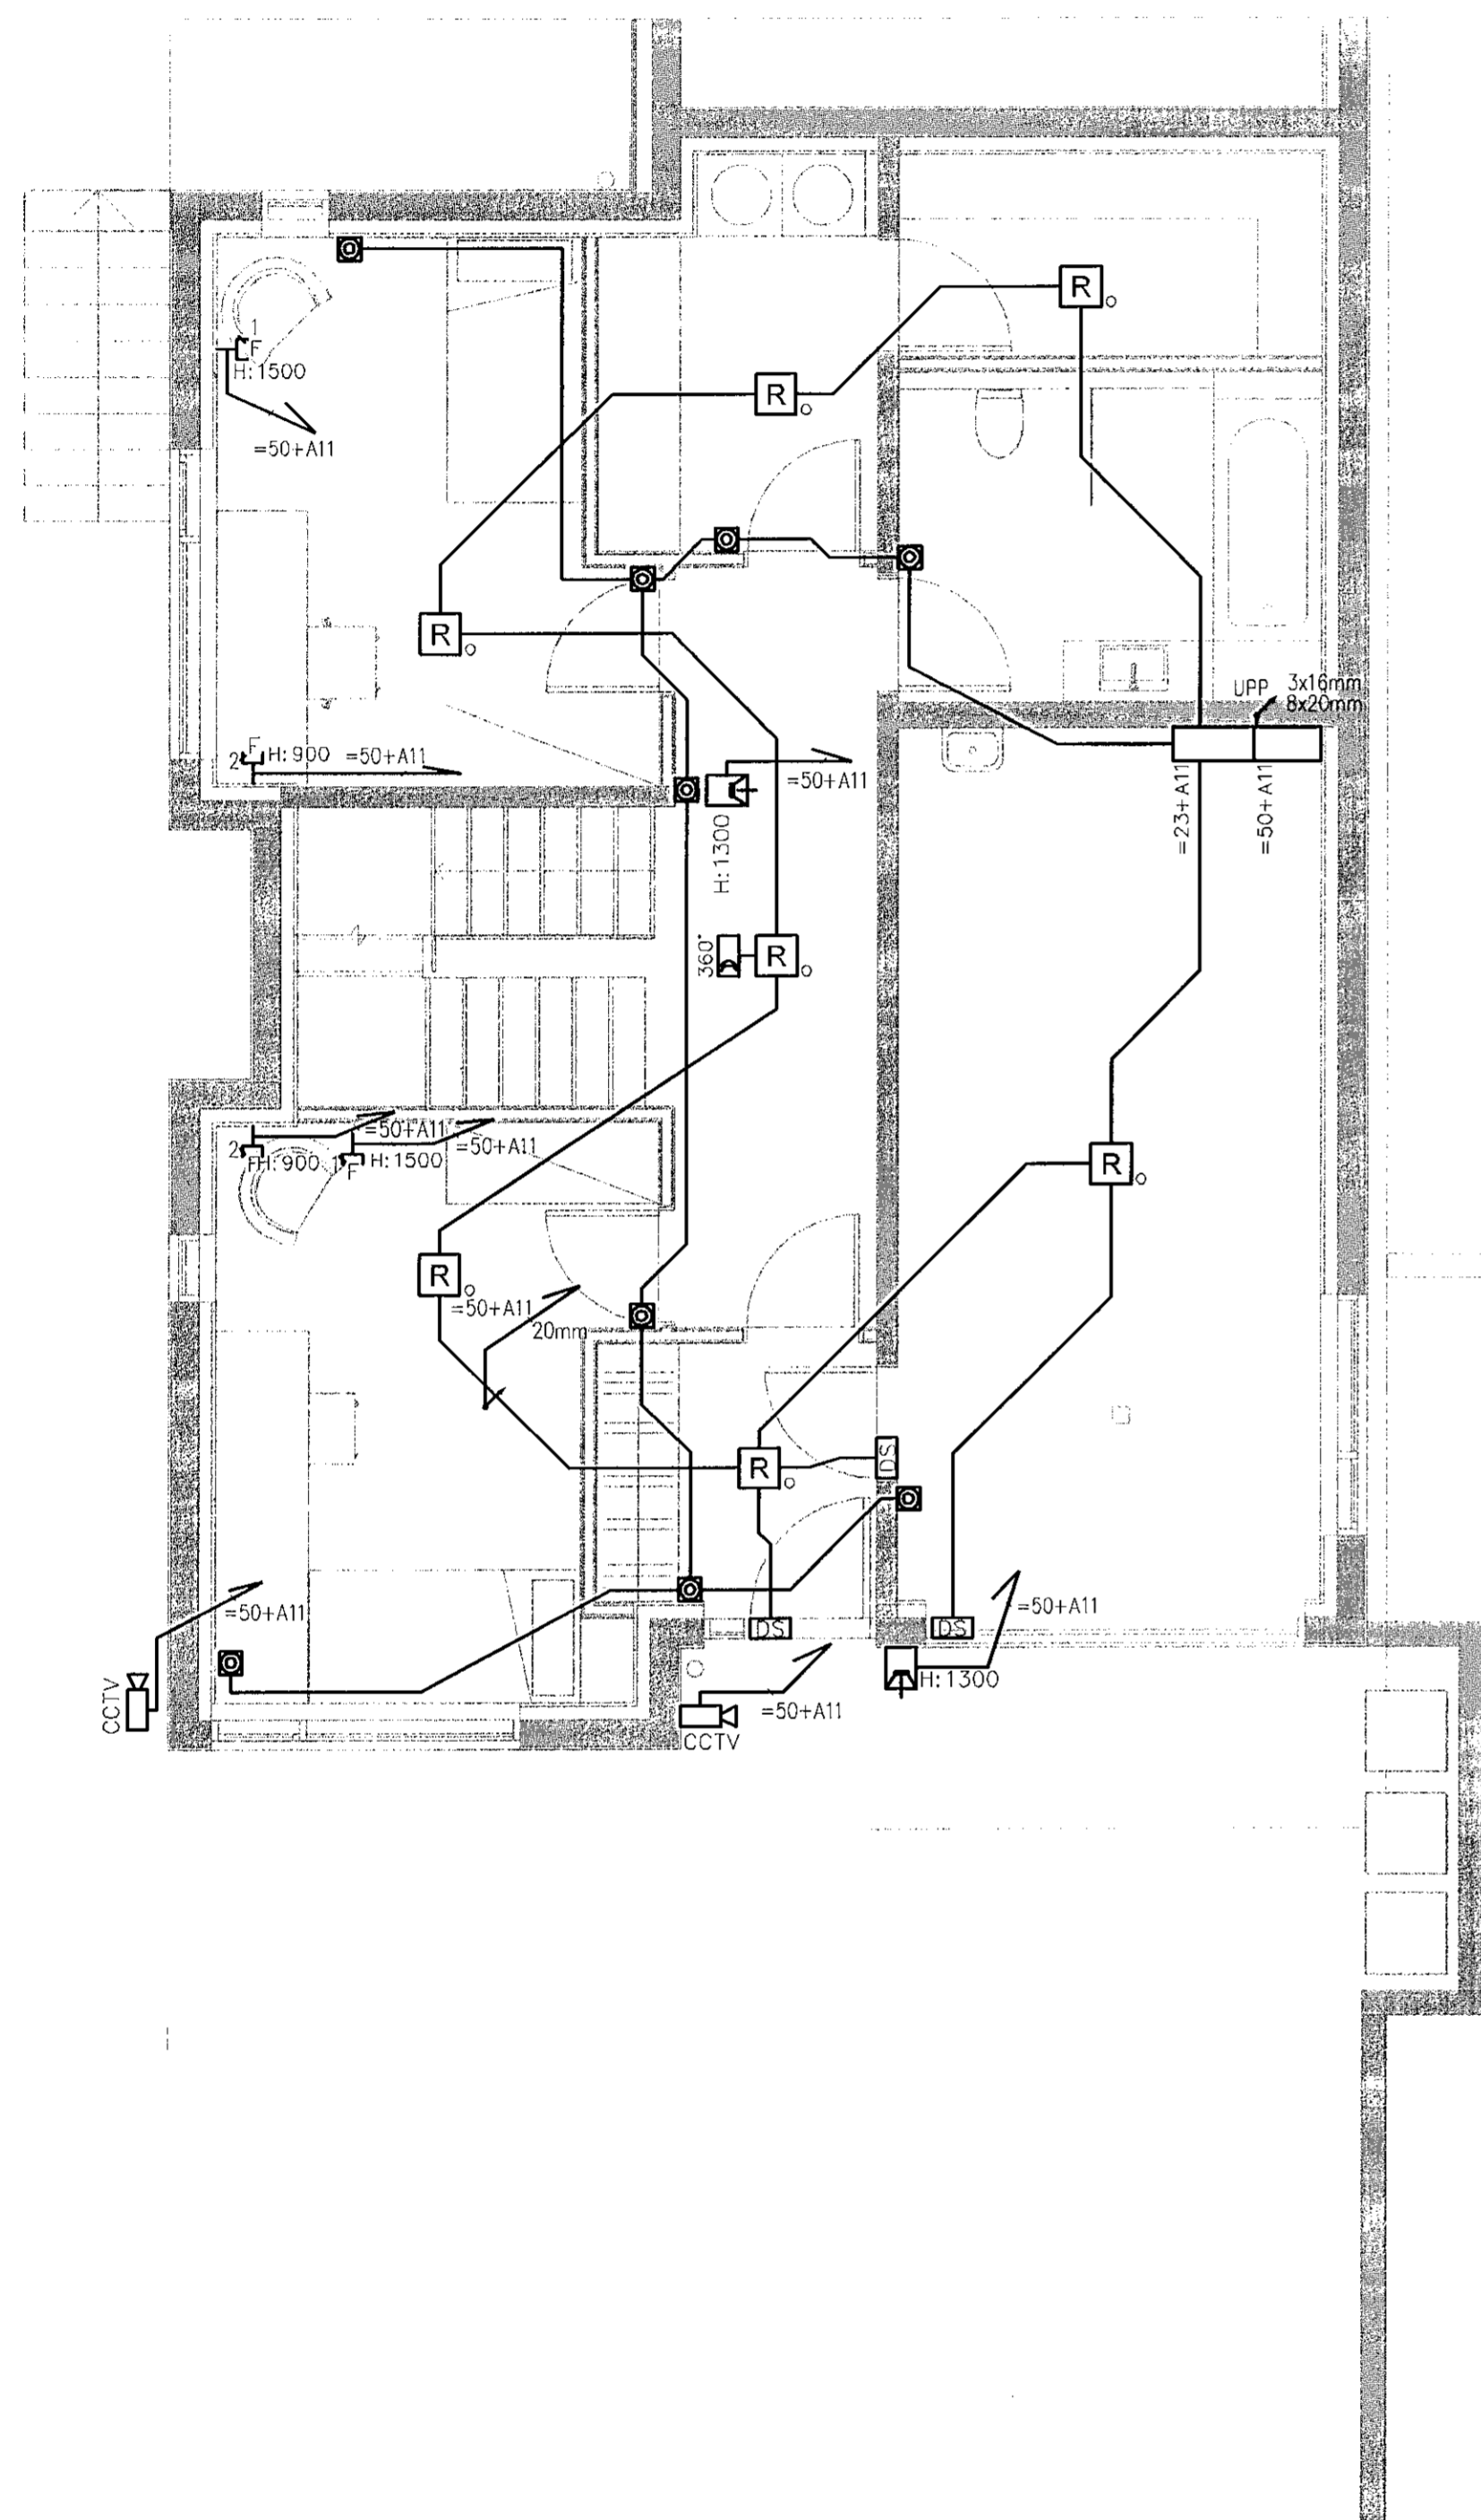 R
1
F
H:1500
R
=50+A11
R
UPP 3x16mm
8x20mm
2 F H:900 =50+A11
=50+A11
=23+A11
=50+A11
H:1300
360°
R
=50+A11
2 F H:900
1 F H:1500
=50+A11
R
R
=50+A11
20mm
R
DS
=50+A11
=50+A11
DS
DS
H:1300
CCTV
=50+A11
CCTV